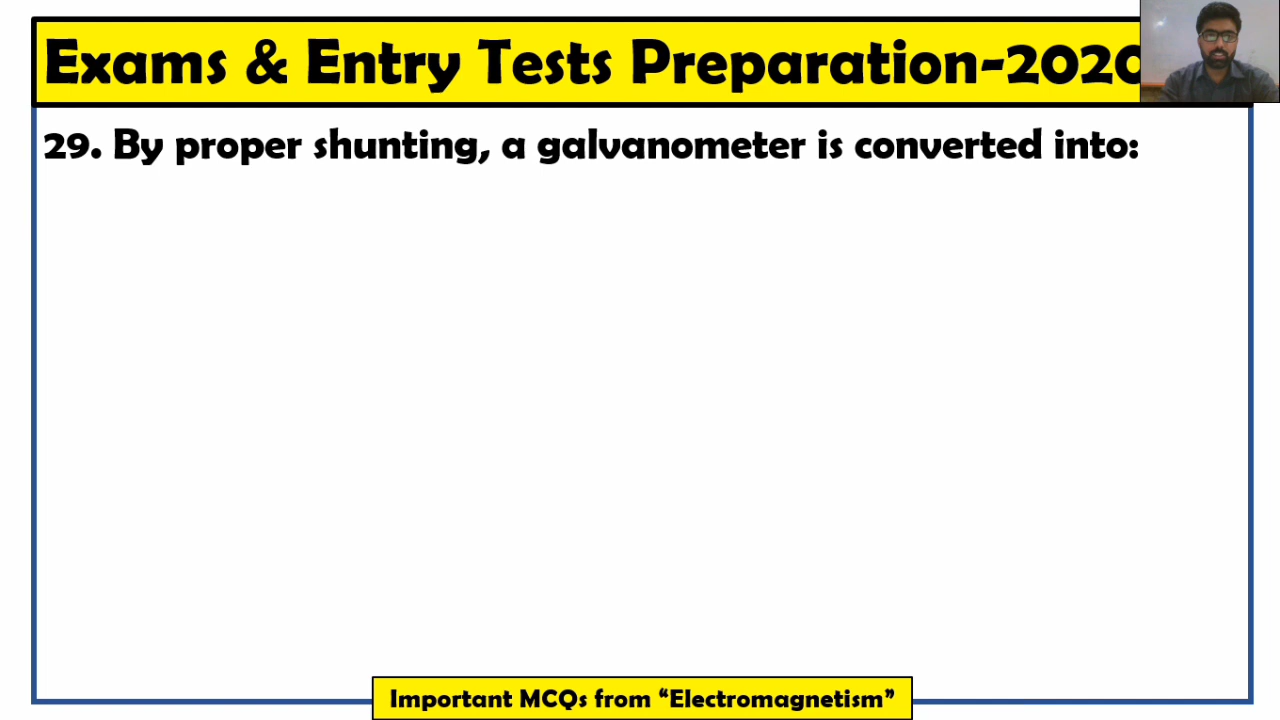 Exams & Entry Tests Preparation-2020
29. By proper shunting, a galvanometer is converted into:
Important MCQs from “Electromagnetism”